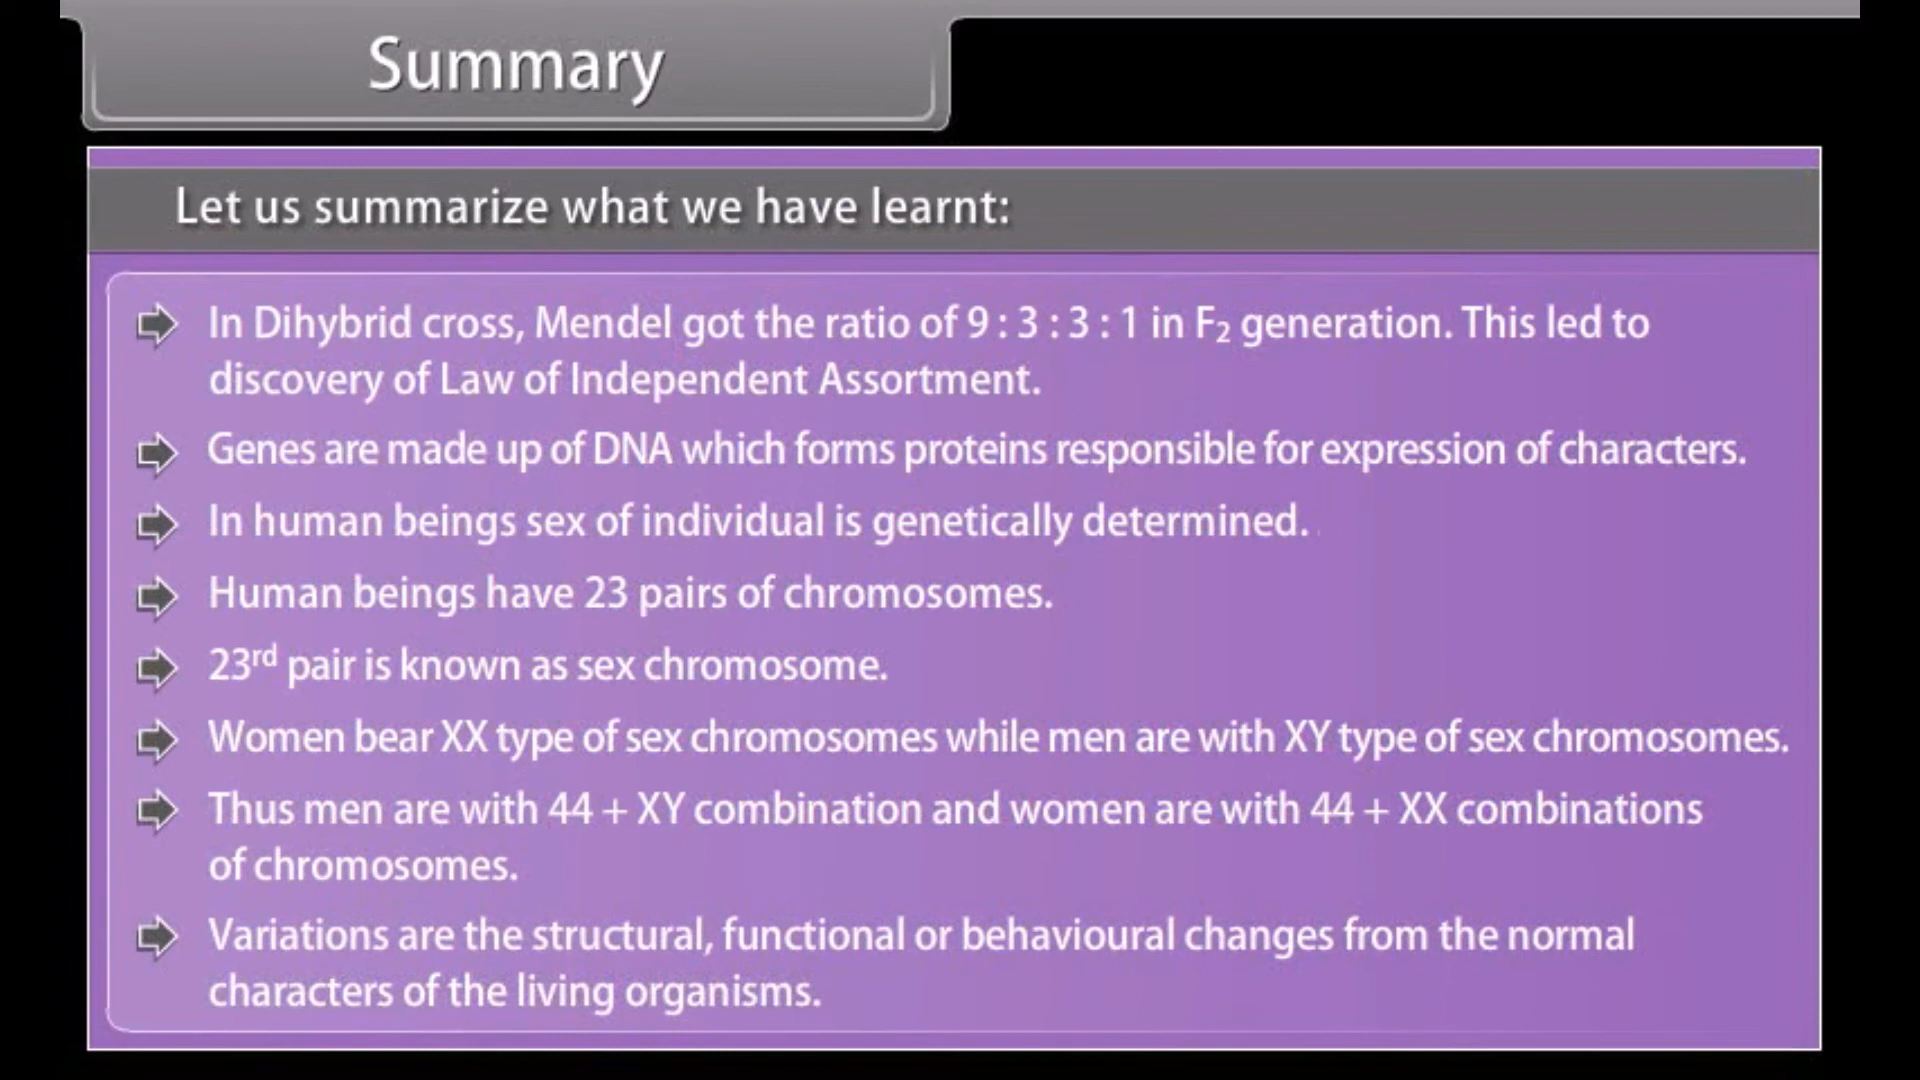 Summary
Let us summarize what we have learnt:
In Dihybrid cross, Mendel got the ratio of 9 : 3 : 3 : 1 in F₂ generation. This led to
discovery of Law of Independent Assortment.
Genes are made up of DNA which forms proteins responsible for expression of characters.
In human beings sex of individual is genetically determined.
Human beings have 23 pairs of chromosomes.
23ʳᵈ pair is known as sex chromosome.
Women bear XX type of sex chromosomes while men are with XY type of sex chromosomes.
Thus men are with 44 + XY combination and women are with 44 + XX combinations
of chromosomes.
Variations are the structural, functional or behavioural changes from the normal
characters of the living organisms.